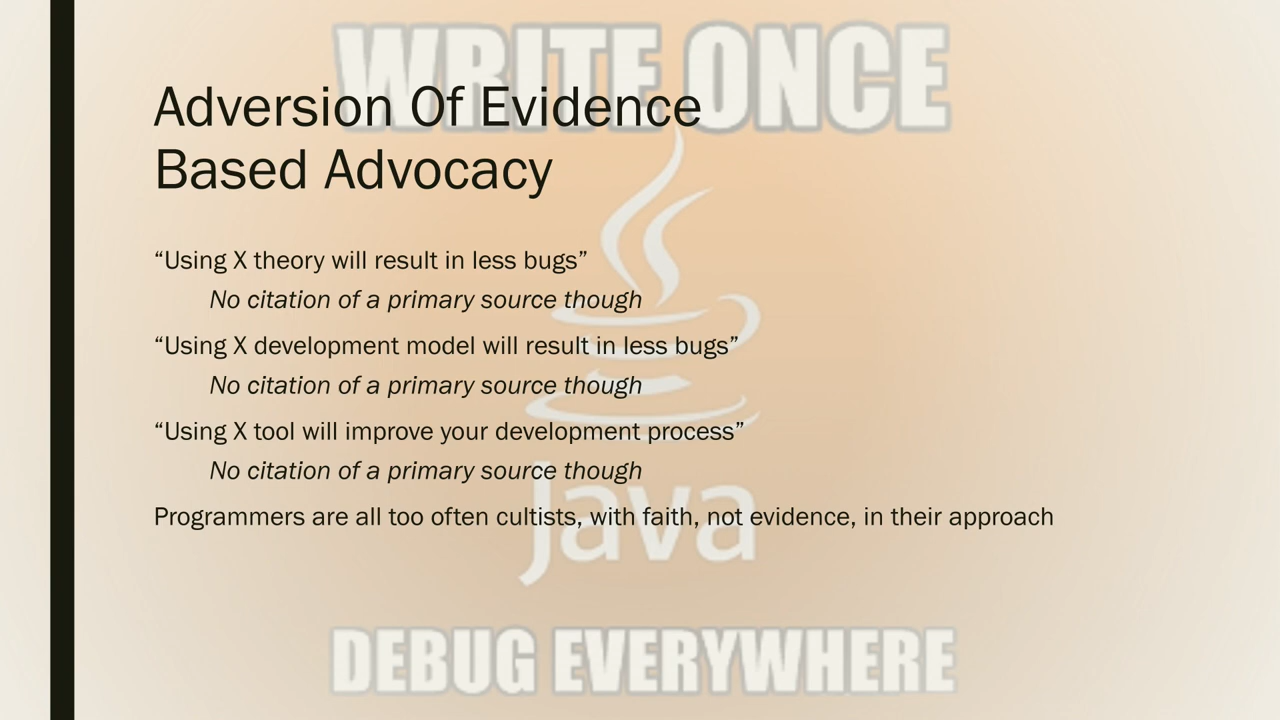 WRITE ONCE
Adversion Of Evidence
Based Advocacy
“Using X theory will result in less bugs”
No citation of a primary source though
“Using X development model will result in less bugs”
No citation of a primary source though
“Using X tool will improve your development process”
No citation of a primary source though
Programmers are all too often cultists, with faith, not evidence, in their approach
Java
DEBUG EVERYWHERE